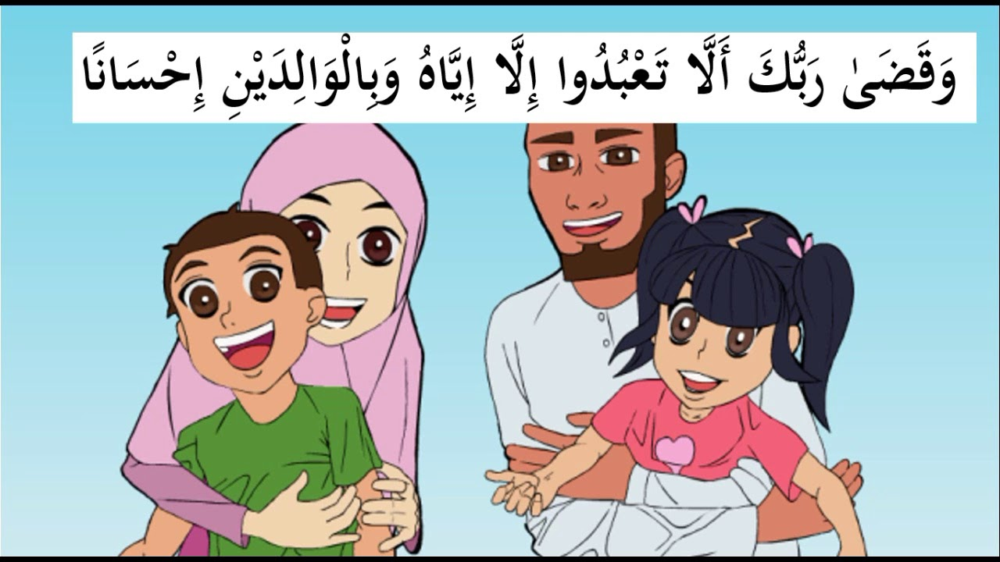 وَقَضَىٰ رَبُّكَ أَلَّا تَعْبُدُوا إِلَّا إِيَّاهُ وَبِالْوَالِدَيْنِ إِحْسَانًا